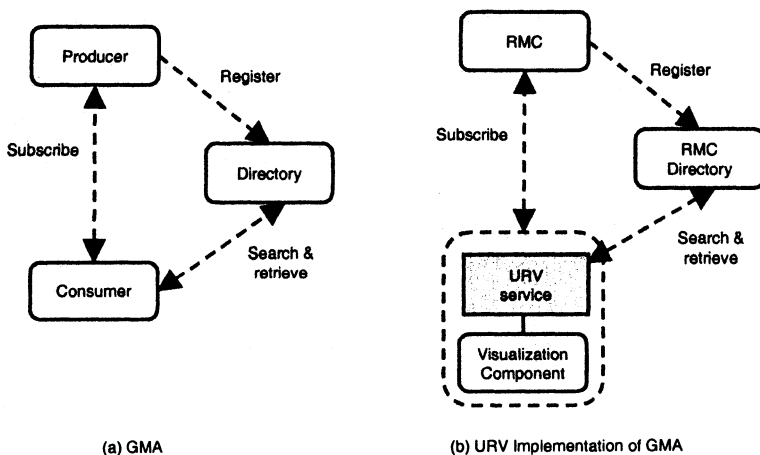 Producer
Register
Subscribe
Directory
Search &
retrieve
Consumer
(a) GMA
RMC
Register
Subscribe
RMC
Directory
Search &
retrieve
URV
service
Visualization
Component
(b) URV Implementation of GMA